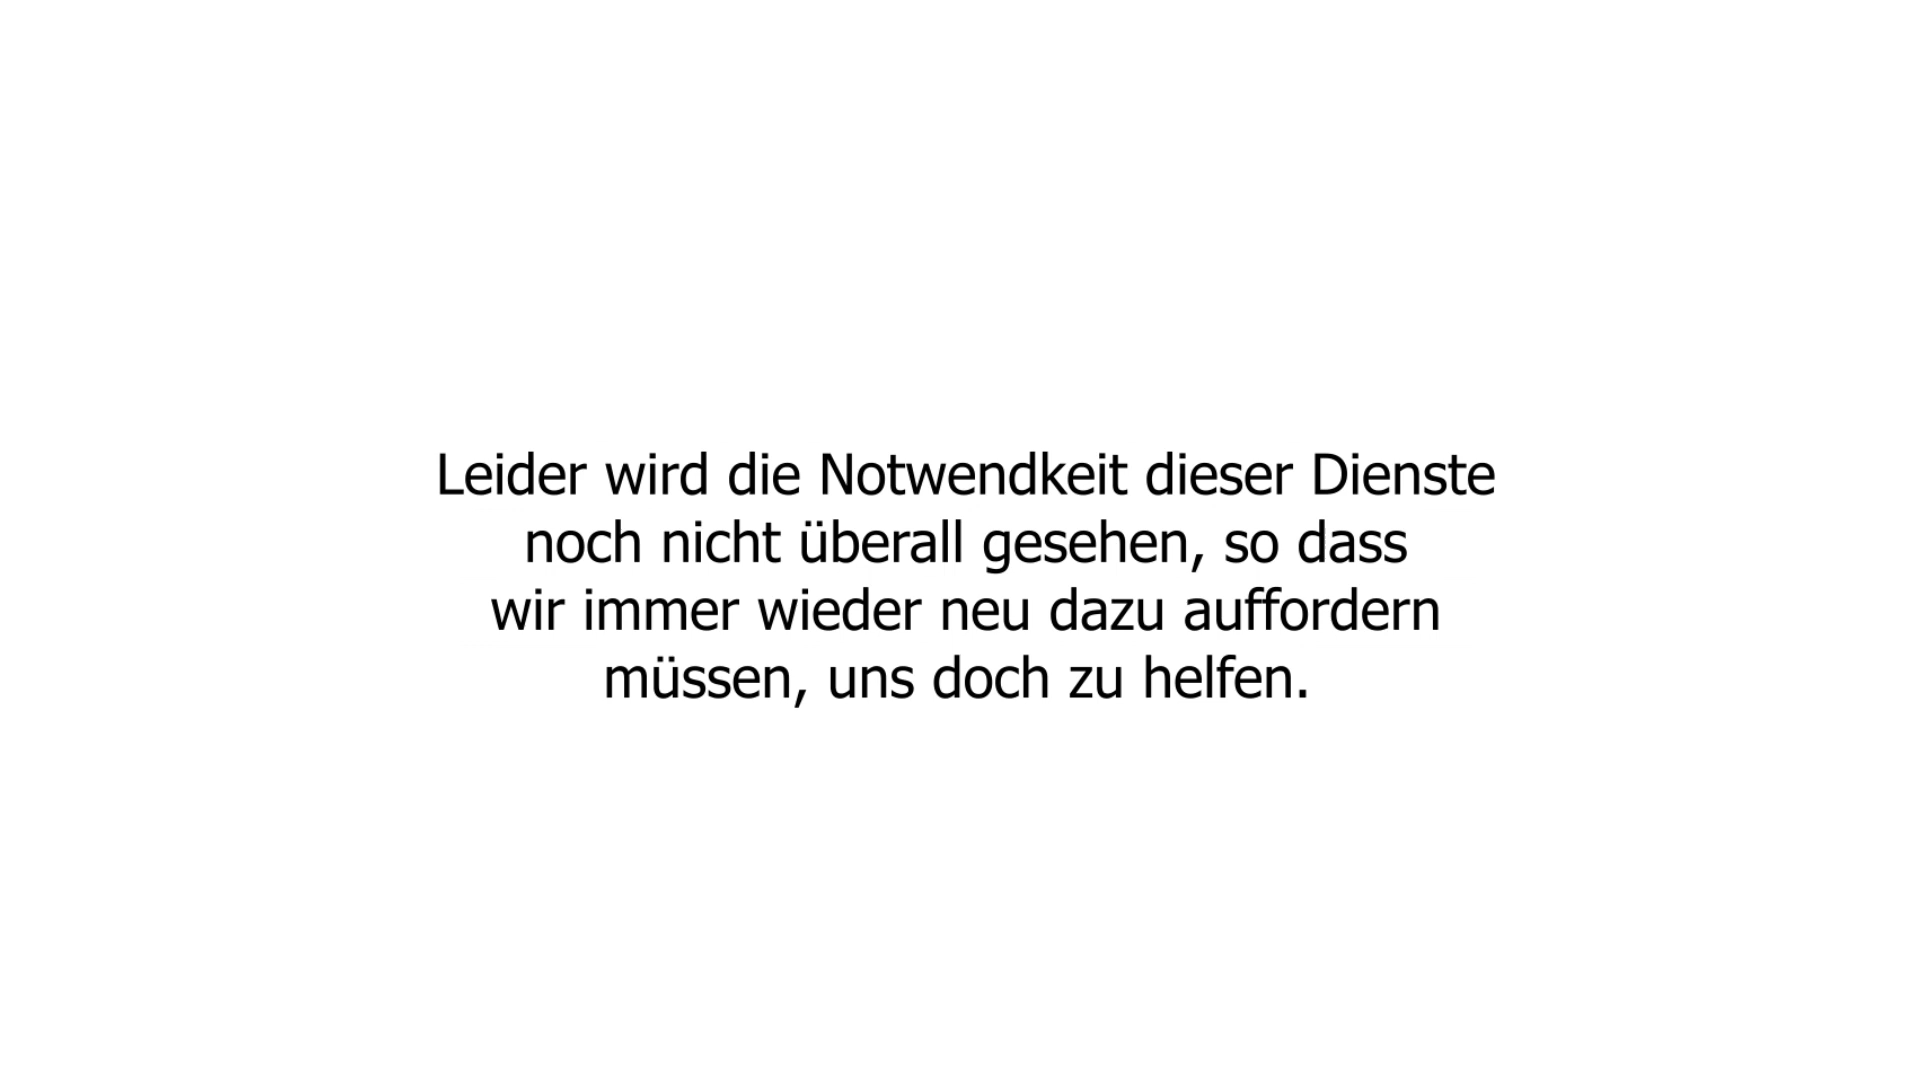 Leider wird die Notwendkeit dieser Dienste
noch nicht überall gesehen, so dass
wir immer wieder neu dazu auffordern
müssen, uns doch zu helfen.